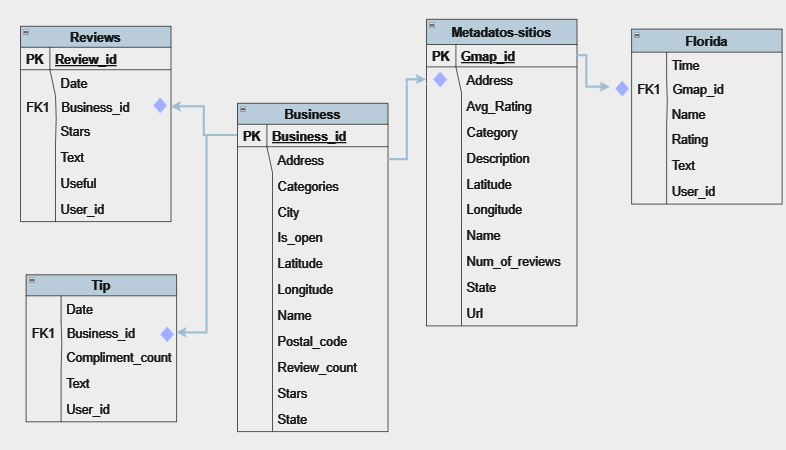 Reviews
PK Review_id
Date
FK1 Business_id
Stars
Text
Useful
User_id
Tip
Date
FK1 Business_id
Compliment_count
Text
User_id
Business
PK Business_id
Address
Categories
City
Is_open
Latitude
Longitude
Name
Postal_code
Review_count
Stars
State
Metadatos-sitios
PK Gmap_id
Address
Avg_Rating
Category
Description
Latitude
Longitude
Name
Num_of_reviews
State
Url
Florida
Time
FK1 Gmap_id
Name
Rating
Text
User_id